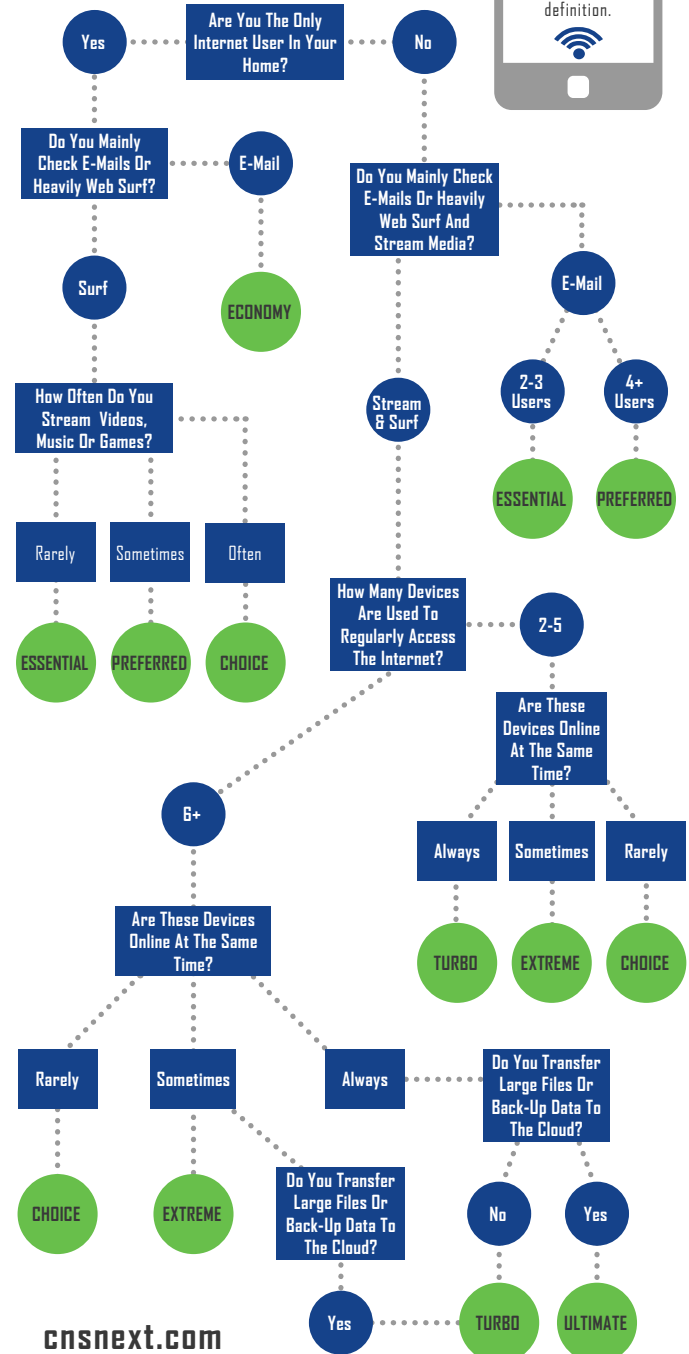 definition.
Are You The Only
Internet User In Your
Home?
Yes
No
Do You Mainly
Check E-Mails Or
Heavily Web Surf?
E-Mail
Do You Mainly Check
E-Mails Or Heavily
Web Surf And
Stream Media?
Surf
ECONOMY
E-Mail
How Often Do You
Stream Videos,
Music Or Games?
Stream
& Surf
2-3
Users
4+
Users
ESSENTIAL
PREFERRED
Rarely
Sometimes
Often
ESSENTIAL
PREFERRED
CHOICE
How Many Devices
Are Used To
Regularly Access
The Internet?
2-5
Are These
Devices Online
At The Same
Time?
6+
Always
Sometimes
Rarely
TURBO
EXTREME
CHOICE
Are These Devices
Online At The Same
Time?
Rarely
Sometimes
Always
Do You Transfer
Large Files Or
Back-Up Data To
The Cloud?
CHOICE
EXTREME
Do You Transfer
Large Files Or
Back-Up Data To
The Cloud?
No
Yes
Yes
TURBO
ULTIMATE
cnsnext.com